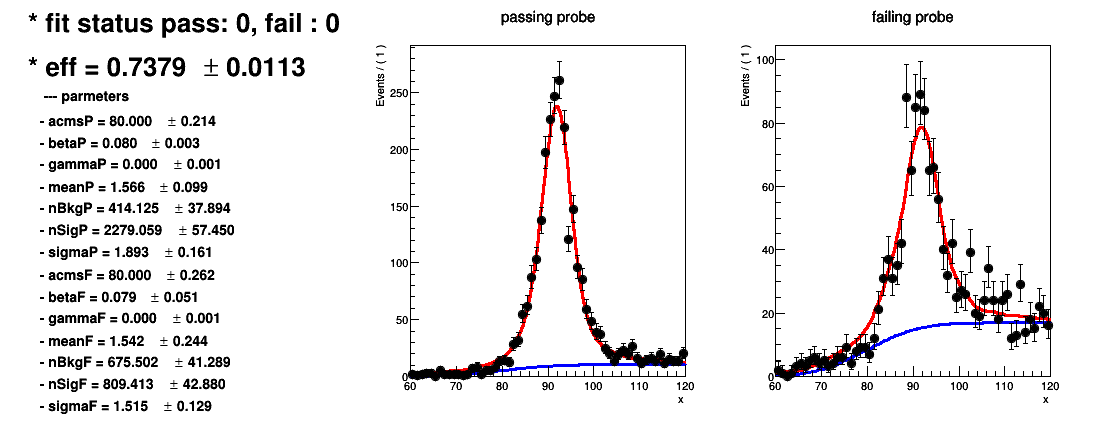 * fit status pass: 0, fail : 0
* eff = 0.7379 ± 0.0113
--- parmeters
- acmsP = 80.000 ± 0.214
- betaP = 0.080 ± 0.003
- gammaP = 0.000 ± 0.001
- meanP = 1.566 ± 0.099
- nBkgP = 414.125 ± 37.894
- nSigP = 2279.059 ± 57.450
- sigmaP = 1.893 ± 0.161
- acmsF = 80.000 ± 0.262
- betaF = 0.079 ± 0.051
- gammaF = 0.000 ± 0.001
- meanF = 1.542 ± 0.244
- nBkgF = 675.502 ± 41.289
- nSigF = 809.413 ± 42.880
- sigmaF = 1.515 ± 0.129
passing probe
Events / ( 1 )
250
200
150
100
50
0
60 70 80 90 100 110 120
x
failing probe
Events / ( 1 )
100
80
60
40
20
0
60 70 80 90 100 110 120
x